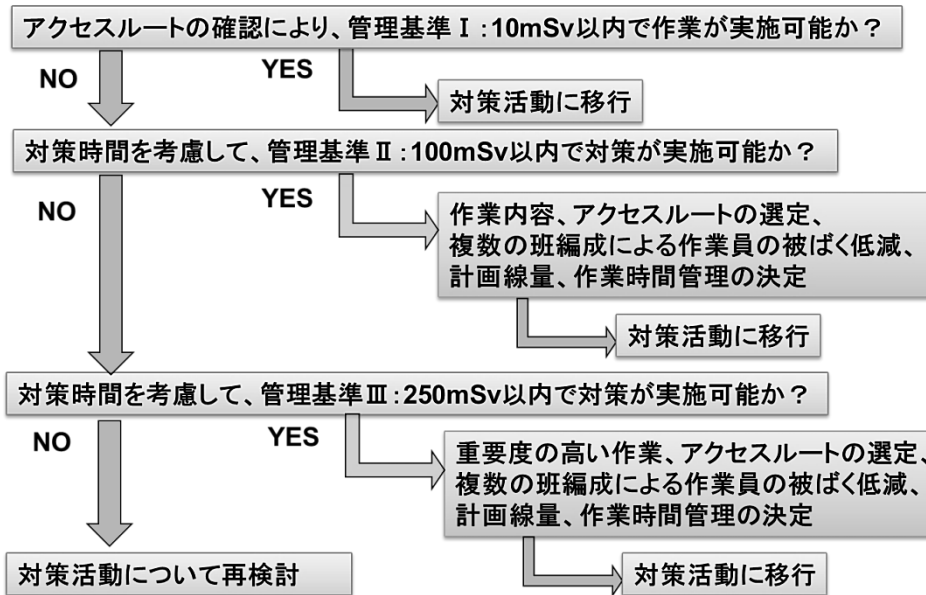 アクセスルートの確認により、管理基準Ⅰ:10mSv以内で作業が実施可能か?
NO
YES
対策活動に移行
対策時間を考慮して、管理基準Ⅱ:100mSv以内で対策が実施可能か?
NO
YES
作業内容、アクセスルートの選定、
複数の班編成による作業員の被ばく低減、
計画線量、作業時間管理の決定
対策活動に移行
対策時間を考慮して、管理基準Ⅲ:250mSv以内で対策が実施可能か?
NO
YES
重要度の高い作業、アクセスルートの選定、
複数の班編成による作業員の被ばく低減、
計画線量、作業時間管理の決定
対策活動について再検討
対策活動に移行